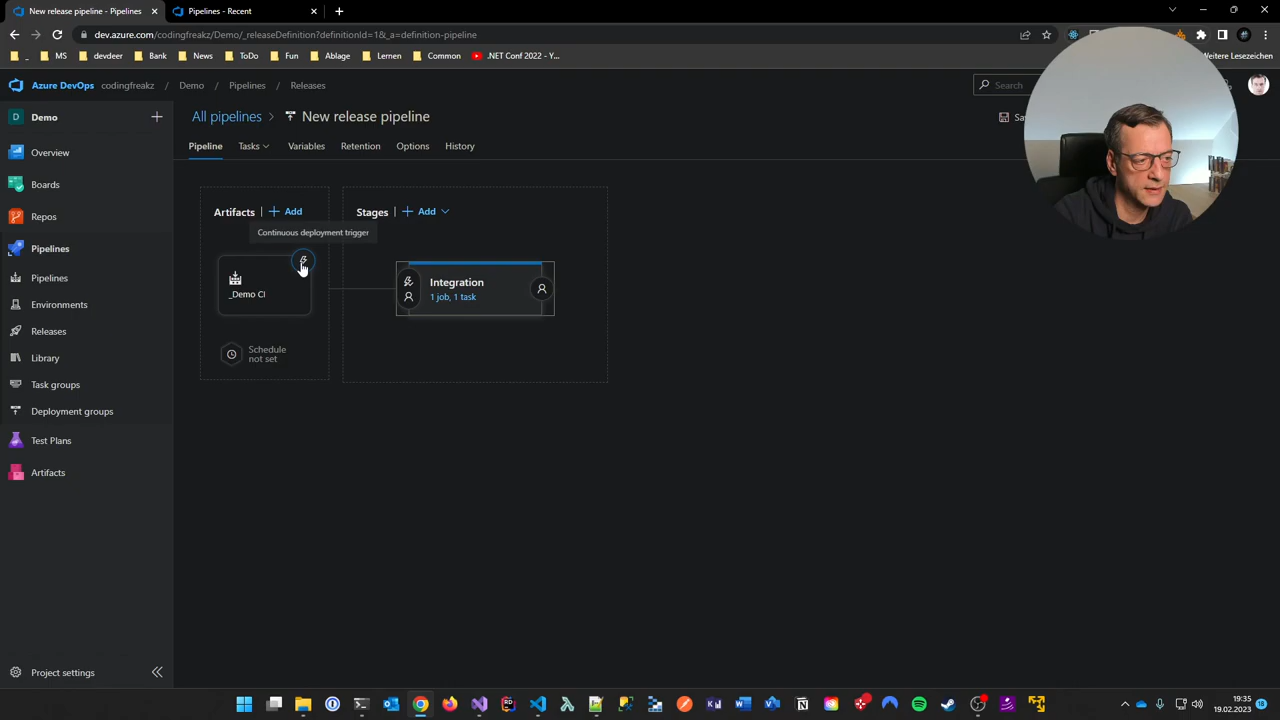 New release pipeline - Pipelines
Pipelines - Recent
dev.azure.com/codingfreakz/Demo/_releaseDefinition?definitionId=1&_a=definition-pipeline
_
MS
devdeer
Bank
News
ToDo
Fun
Ablage
Lernen
Common
.NET Conf 2022 - Y...
Weitere Lesezeichen
Azure DevOps
codingfreakz
/
Demo
/
Pipelines
/
Releases
Search
D
Demo
All pipelines
New release pipeline
Overview
Pipeline
Tasks
Variables
Retention
Options
History
Boards
Repos
Artifacts
Add
Stages
Add
Continuous deployment trigger
Pipelines
Pipelines
Integration
1 job, 1 task
_Demo CI
Environments
Releases
Library
Schedule
not set
Task groups
Deployment groups
Test Plans
Artifacts
Project settings
19:35
19.02.2023